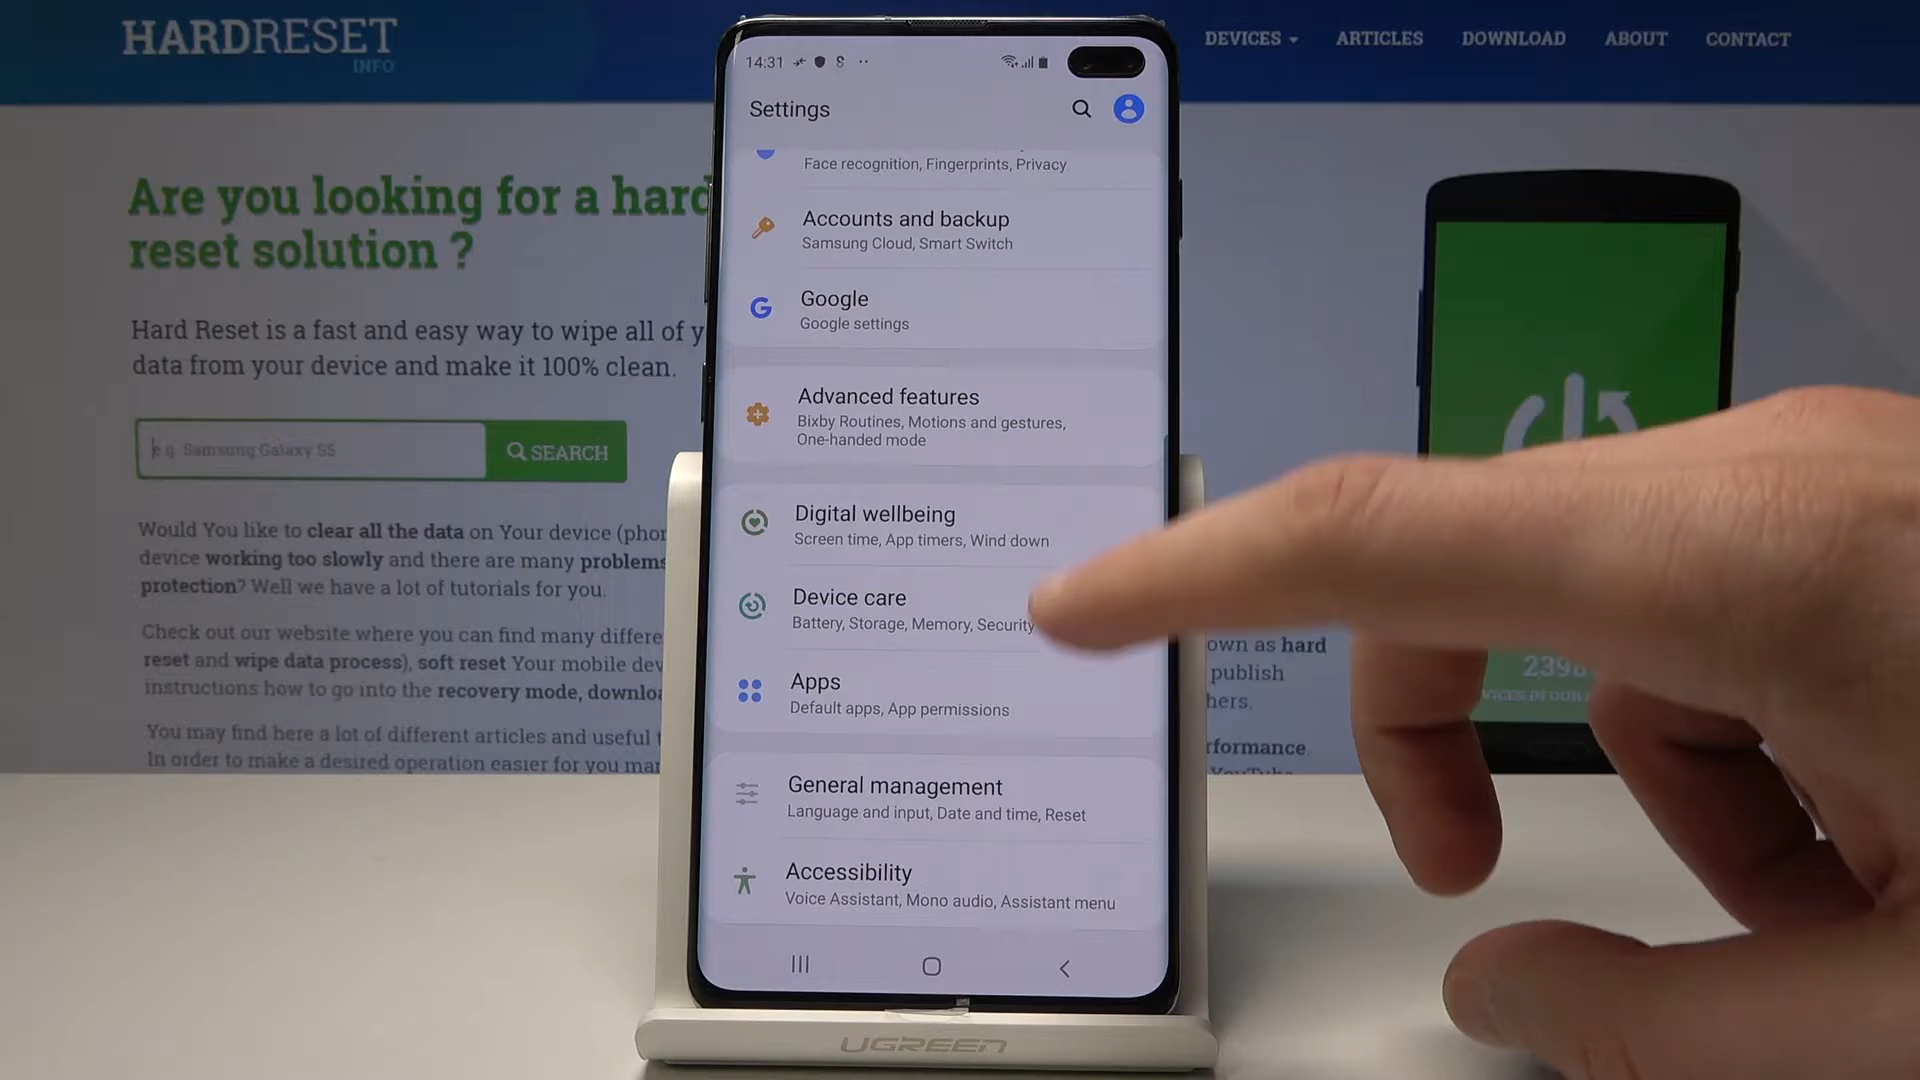 HARDRESET
INFO
DEVICES
ARTICLES
DOWNLOAD
ABOUT
CONTACT
Are you looking for a hard
reset solution ?
Hard Reset is a fast and easy way to wipe all of y
data from your device and make it 100% clean.
e.g. Samsung Galaxy S5
SEARCH
Would You like to clear all the data on Your device (phon
device working too slowly and there are many problems
protection? Well we have a lot of tutorials for you.
Check out our website where you can find many differe
reset and wipe data process), soft reset Your mobile dev
instructions how to go into the recovery mode, downloa
You may find here a lot of different articles and useful t
In order to make a desired operation easier for you man
14:31
Settings
Face recognition, Fingerprints, Privacy
Accounts and backup
Samsung Cloud, Smart Switch
Google
Google settings
Advanced features
Bixby Routines, Motions and gestures,
One-handed mode
Digital wellbeing
Screen time, App timers, Wind down
Device care
Battery, Storage, Memory, Security
Apps
Default apps, App permissions
General management
Language and input, Date and time, Reset
Accessibility
Voice Assistant, Mono audio, Assistant menu
UGREEN
own as hard
publish
hers.
rformance.